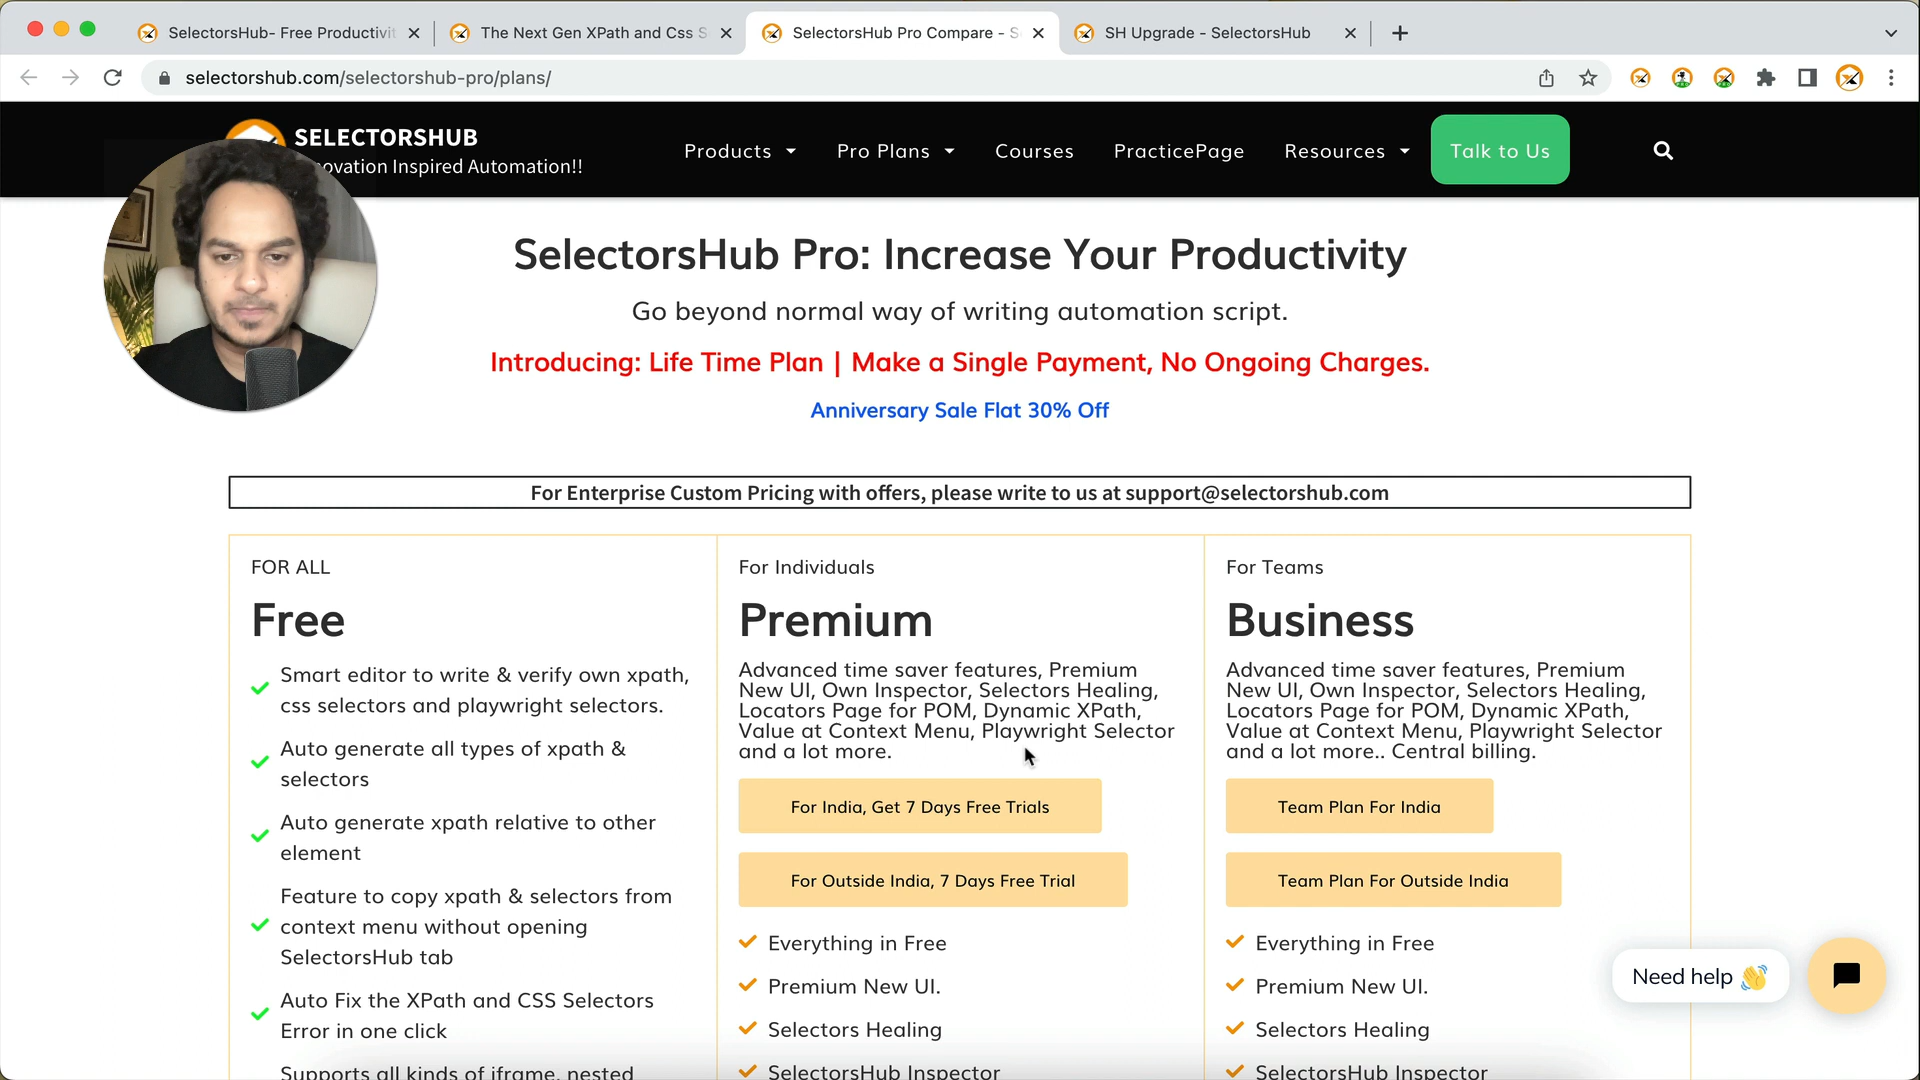 SelectorsHub- Free Productivit
The Next Gen XPath and Css S
SelectorsHub Pro Compare - S
SH Upgrade - SelectorsHub
selectorshub.com/selectorshub-pro/plans/
SELECTORSHUB
novation Inspired Automation!!
Products
Pro Plans
Courses
PracticePage
Resources
Talk to Us
SelectorsHub Pro: Increase Your Productivity
Go beyond normal way of writing automation script.
Introducing: Life Time Plan | Make a Single Payment, No Ongoing Charges.
Anniversary Sale Flat 30% Off
For Enterprise Custom Pricing with offers, please write to us at support@selectorshub.com
FOR ALL
Free
Smart editor to write & verify own xpath,
css selectors and playwright selectors.
Auto generate all types of xpath &
selectors
Auto generate xpath relative to other
element
Feature to copy xpath & selectors from
context menu without opening
SelectorsHub tab
Auto Fix the XPath and CSS Selectors
Error in one click
Supports all kinds of iframe, nested
For Individuals
Premium
Advanced time saver features, Premium
New UI, Own Inspector, Selectors Healing,
Locators Page for POM, Dynamic XPath,
Value at Context Menu, Playwright Selector
and a lot more.
For India, Get 7 Days Free Trials
For Outside India, 7 Days Free Trial
Everything in Free
Premium New UI.
Selectors Healing
SelectorsHub Inspector
For Teams
Business
Advanced time saver features, Premium
New UI, Own Inspector, Selectors Healing,
Locators Page for POM, Dynamic XPath,
Value at Context Menu, Playwright Selector
and a lot more.. Central billing.
Team Plan For India
Team Plan For Outside India
Everything in Free
Premium New UI.
Selectors Healing
SelectorsHub Inspector
Need help 👋